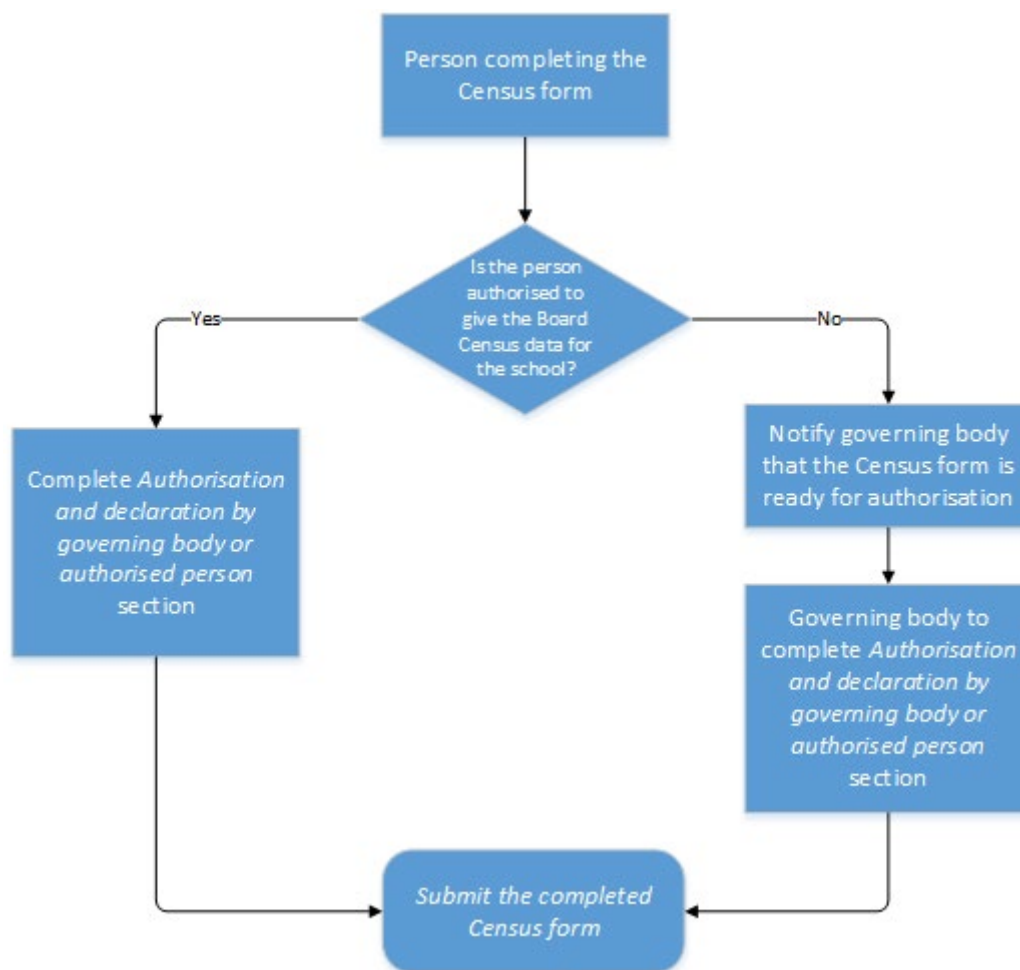 Person completing the
Census form
Is the person
authorised to
give the Board
Census data for
the school?
Yes
No
Complete Authorisation
and declaration by
governing body or
authorised person
section
Notify governing body
that the Census form is
ready for authorisation
Governing body to
complete Authorisation
and declaration by
governing body or
authorised person
section
Submit the completed
Census form